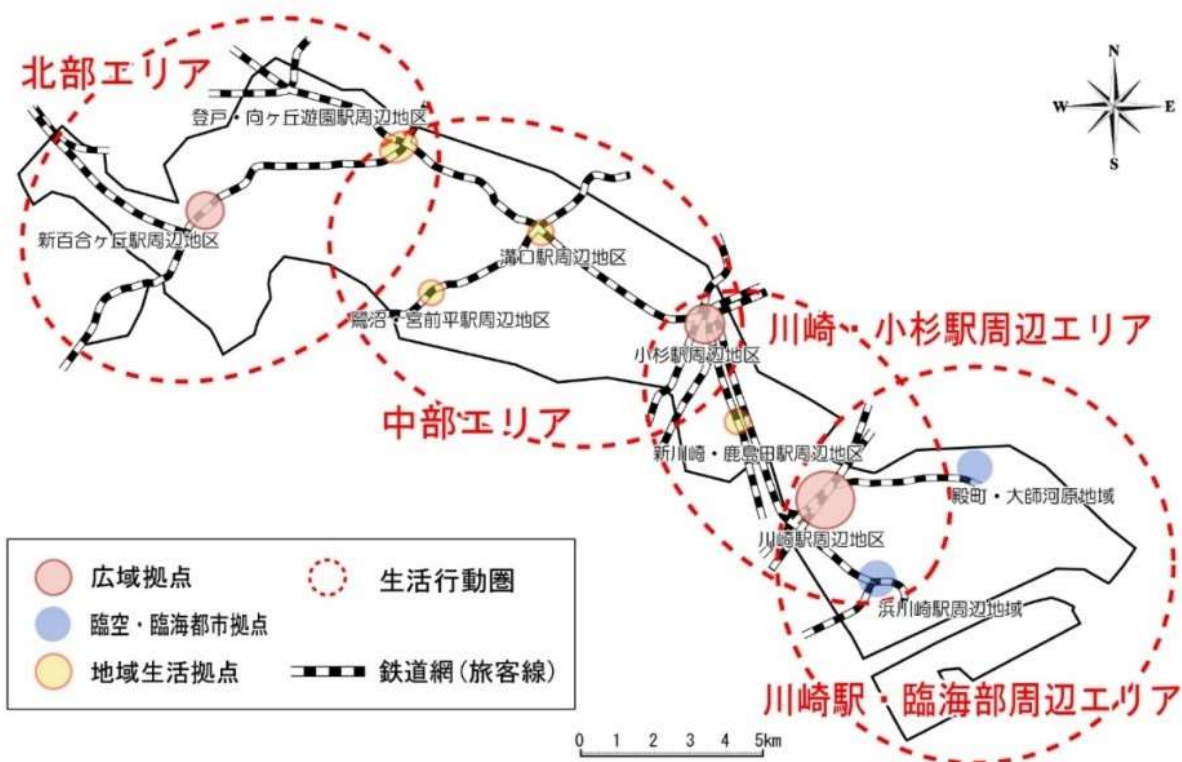 北部エリア
登戸・向ヶ丘遊園駅周辺地区
新百合ヶ丘駅周辺地区
溝口駅周辺地区
鷺沼・宮前平駅周辺地区
中部エリア
小杉駅周辺地区
川崎・小杉駅周辺エリア
新川崎・鹿島田駅周辺地区
殿町・大師河原地域
川崎駅周辺地区
浜川崎駅周辺地域
川崎駅・臨海部周辺エリア
N
W
E
S
広域拠点
生活行動圏
臨空・臨海都市拠点
地域生活拠点
鉄道網(旅客線)
0 1 2 3 4 5km